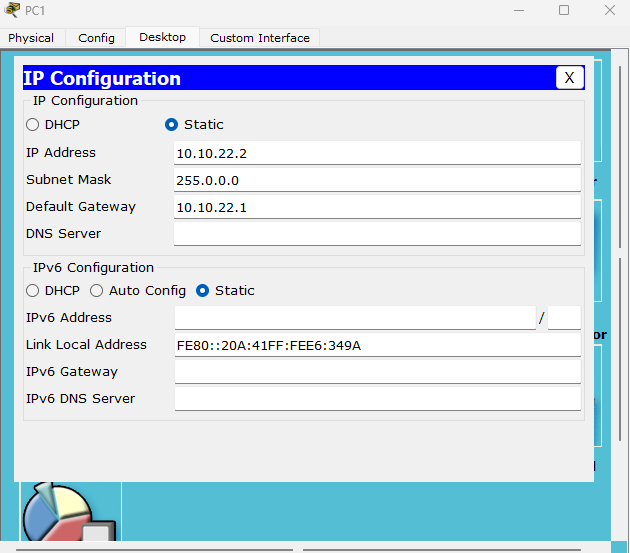 PC1
Physical Config Desktop Custom Interface
IP Configuration X
IP Configuration
DHCP Static
IP Address 10.10.22.2
Subnet Mask 255.0.0.0
Default Gateway 10.10.22.1
DNS Server
IPv6 Configuration
DHCP Auto Config Static
IPv6 Address /
Link Local Address FE80::20A:41FF:FEE6:349A
IPv6 Gateway
IPv6 DNS Server